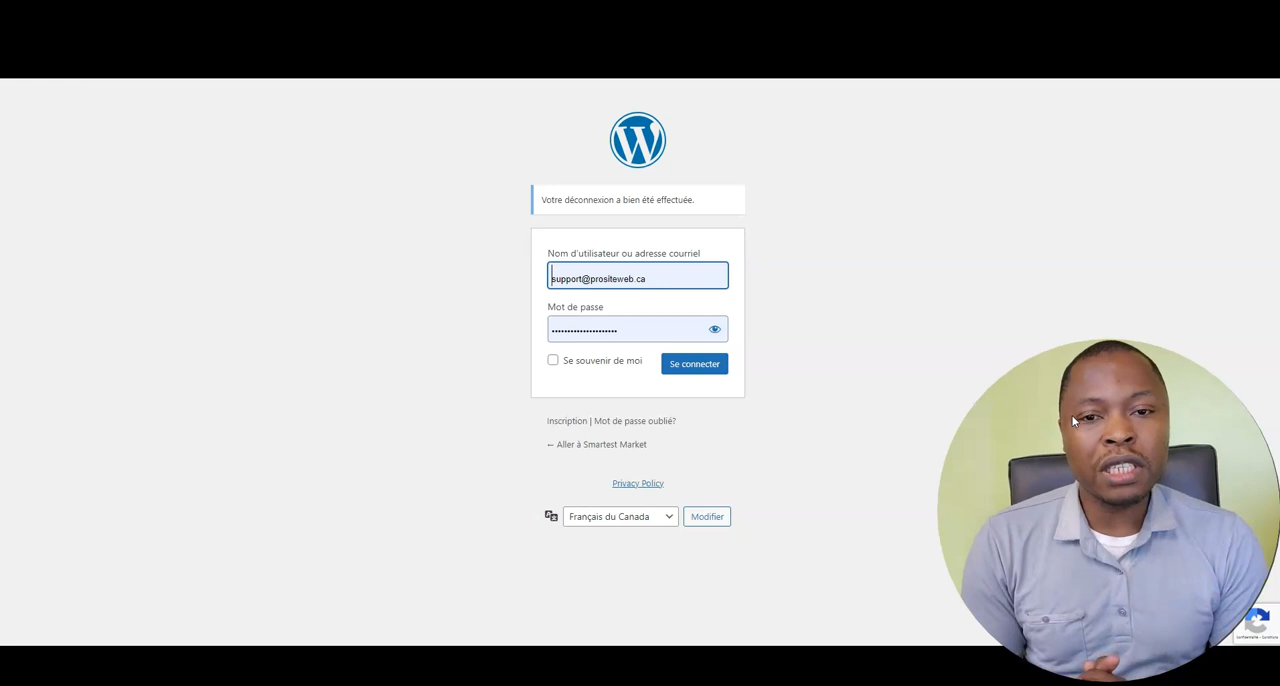 Votre déconnexion a bien été effectuée.
Nom d'utilisateur ou adresse courriel
support@prositeweb.ca
Mot de passe
Se souvenir de moi
Se connecter
Inscription | Mot de passe oublié?
← Aller à Smartest Market
Privacy Policy
Français du Canada
Modifier